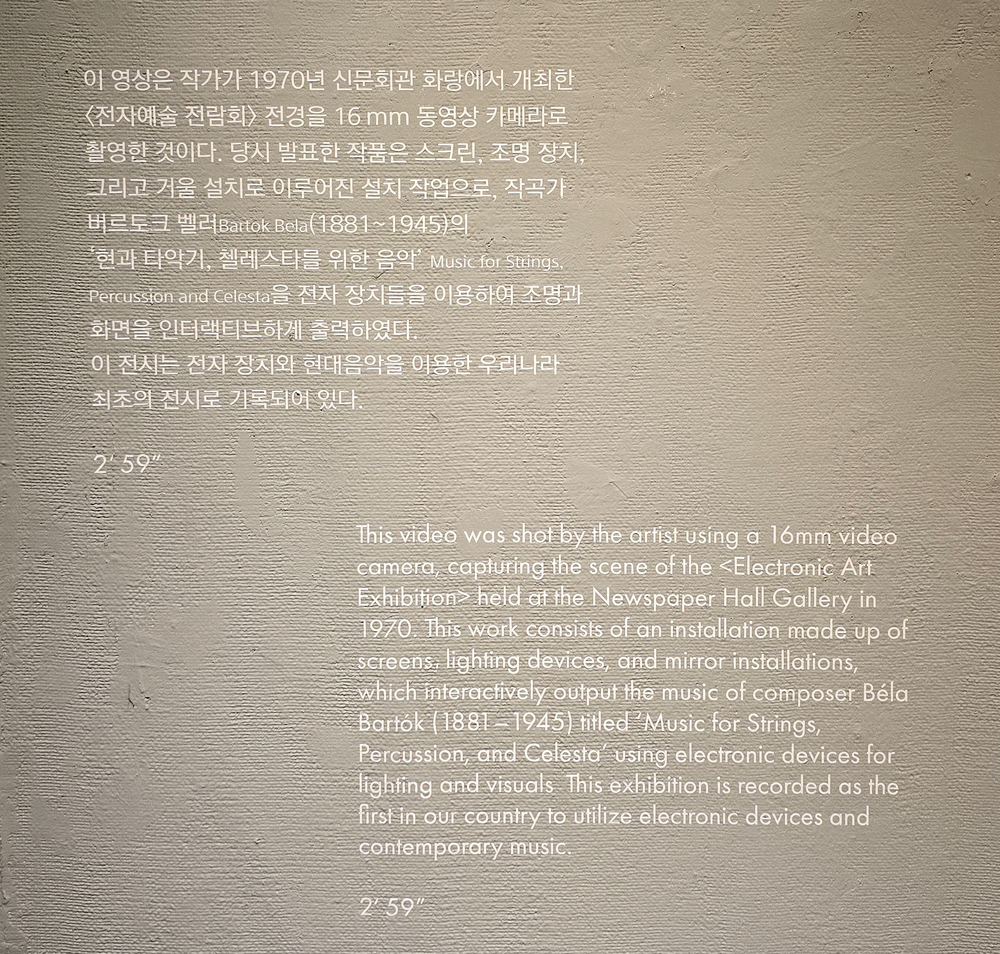 이 영상은 작가가 1970년 신문회관 화랑에서 개최한
〈전자예술 전람회〉 전경을 16 mm 동영상 카메라로
촬영한 것이다. 당시 발표한 작품은 스크린, 조명 장치,
그리고 거울 설치로 이루어진 설치 작업으로, 작곡가
버르토크 벨러Bartok Bela(1881~1945)의
‘현과 타악기, 첼레스타를 위한 음악’ Music for Strings,
Percussion and Celesta을 전자 장치들을 이용하여 조명과
화면을 인터랙티브하게 출력하였다.
이 전시는 전자 장치와 현대음악을 이용한 우리나라
최초의 전시로 기록되어 있다.
2′ 59″
This video was shot by the artist using a 16mm video
camera, capturing the scene of the <Electronic Art
Exhibition> held at the Newspaper Hall Gallery in
1970. This work consists of an installation made up of
screens, lighting devices, and mirror installations,
which interactively output the music of composer Béla
Bartók (1881–1945) titled ‘Music for Strings,
Percussion, and Celesta’ using electronic devices for
lighting and visuals. This exhibition is recorded as the
first in our country to utilize electronic devices and
contemporary music.
2′ 59″